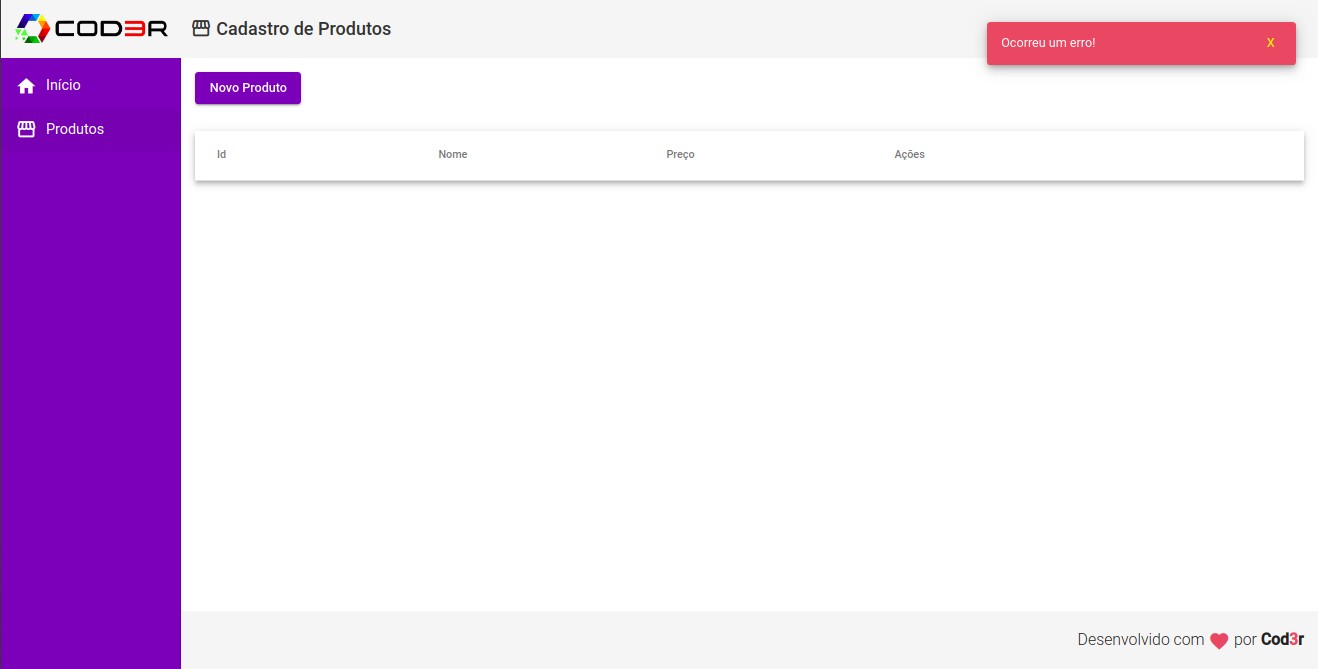 COD3R
Cadastro de Produtos
Ocorreu um erro! X
Início
Produtos
Novo Produto
Id Nome Preço Ações
Desenvolvido com por Cod3r